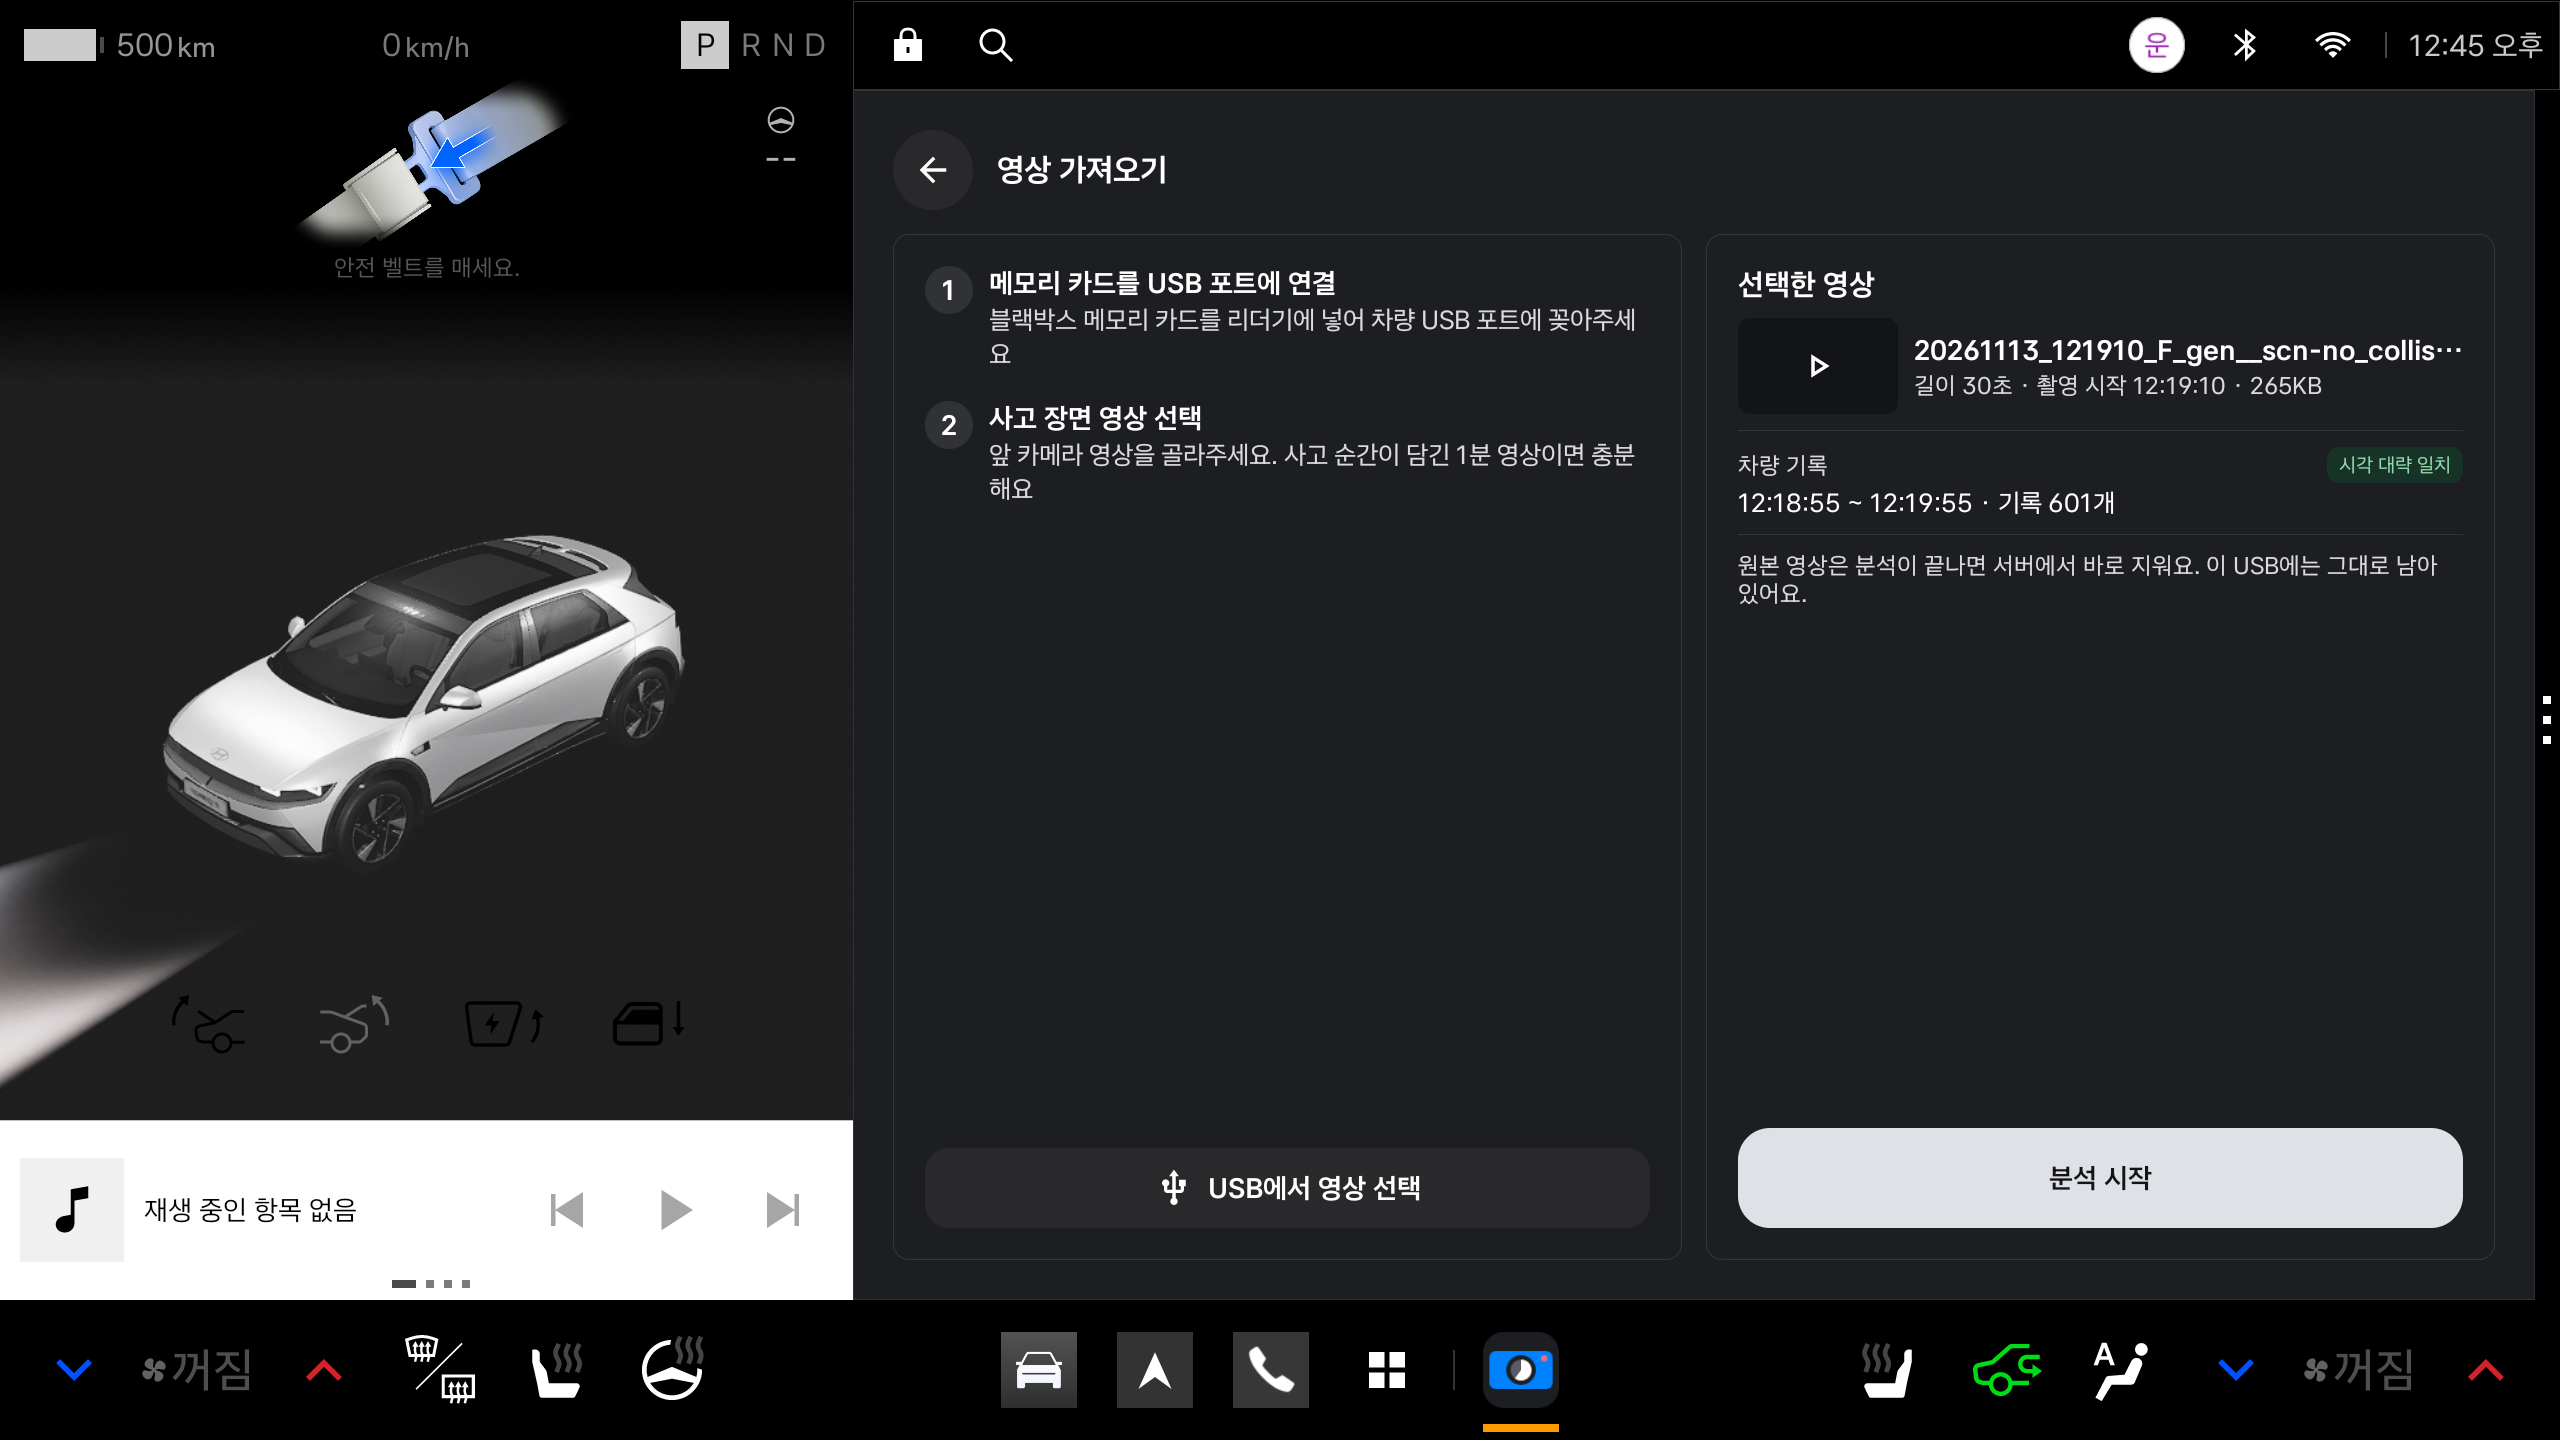 500 km
0 km/h
P R N D
운
12:45 오후
안전 벨트를 매세요.
영상 가져오기
1
메모리 카드를 USB 포트에 연결
블랙박스 메모리 카드를 리더기에 넣어 차량 USB 포트에 꽂아주세
요
2
사고 장면 영상 선택
앞 카메라 영상을 골라주세요. 사고 순간이 담긴 1분 영상이면 충분
해요
USB에서 영상 선택
선택한 영상
20261113_121910_F_gen__scn-no_collis···
길이 30초 · 촬영 시작 12:19:10 · 265KB
차량 기록
시각 대략 일치
12:18:55 ~ 12:19:55 · 기록 601개
원본 영상은 분석이 끝나면 서버에서 바로 지워요. 이 USB에는 그대로 남아
있어요.
분석 시작
재생 중인 항목 없음
꺼짐
A
꺼짐